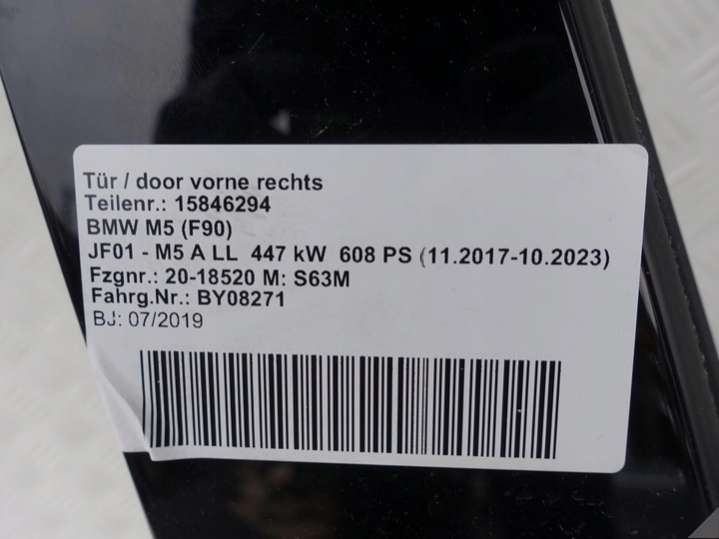 Tür / door vorne rechts
Teilenr.: 15846294
BMW M5 (F90)
JF01 - M5 A LL 447 kW 608 PS (11.2017-10.2023)
Fzgnr.: 20-18520 M: S63M
Fahrg.Nr.: BY08271
BJ: 07/2019